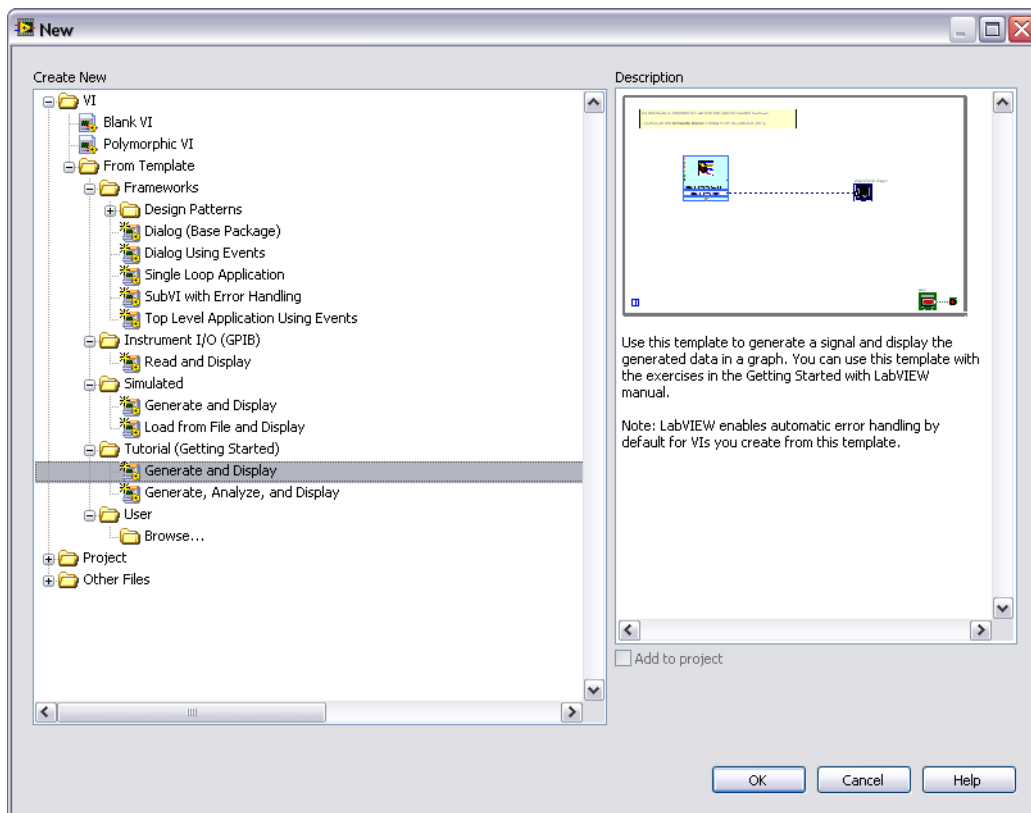 New
Create New
VI
Blank VI
Polymorphic VI
From Template
Frameworks
Design Patterns
Dialog (Base Package)
Dialog Using Events
Single Loop Application
SubVI with Error Handling
Top Level Application Using Events
Instrument I/O (GPIB)
Read and Display
Simulated
Generate and Display
Load from File and Display
Tutorial (Getting Started)
Generate and Display
Generate, Analyze, and Display
User
Browse...
Project
Other Files
Description
Use this template to generate a signal and display the
generated data in a graph. You can use this template with
the exercises in the Getting Started with LabVIEW
manual.
Note: LabVIEW enables automatic error handling by
default for VIs you create from this template.
Add to project
OK
Cancel
Help